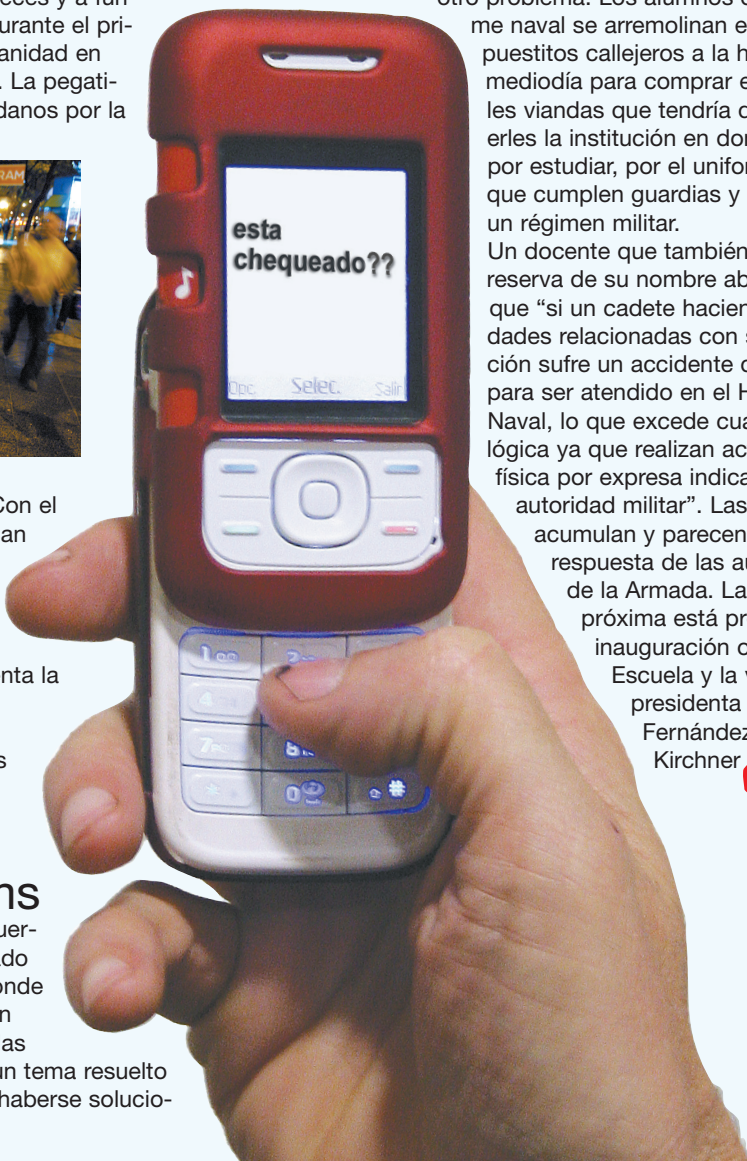 eces y a fun-
urante el pri-
anidad en
. La pegati-
danos por la
RAM
Con el
an
nta la
s
ns
uer-
ado
onde
n
as
un tema resuelto
haberse solucio-
esta
chequeado??
Opc. Selec. Salir
otro problema. Los alumnos
me naval se arremolinan e
puestitos callejeros a la h
mediodía para comprar e
les viandas que tendría
erles la institución en don
por estudiar, por el unifor
que cumplen guardias y
un régimen militar.
Un docente que también
reserva de su nombre ab
que “si un cadete hacien
dades relacionadas con s
ción sufre un accidente
para ser atendido en el H
Naval, lo que excede cua
lógica ya que realizan ac
física por expresa indica
autoridad militar”. Las
acumulan y parecen
respuesta de las au
de la Armada. La
próxima está pr
inauguración
Escuela y la v
presidenta
Fernández
Kirchner